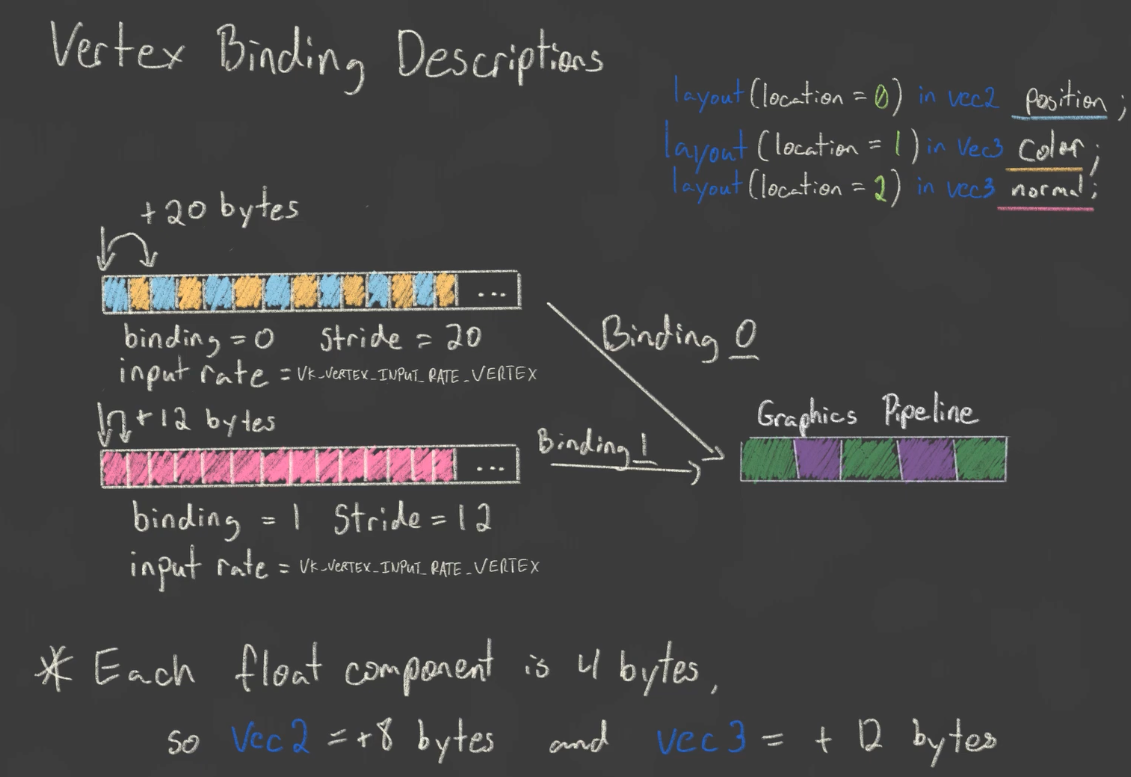 Vertex Binding Descriptions
layout (location = 0) in vec2 position;
layout (location = 1) in vec3 color;
layout (location = 2) in vec3 normal;
+20 bytes
...
binding = 0 Stride = 20
input rate = VK_VERTEX_INPUT_RATE_VERTEX
Binding 0
+12 bytes
...
Binding 1
Graphics Pipeline
binding = 1 Stride = 12
input rate = VK_VERTEX_INPUT_RATE_VERTEX
* Each float component is 4 bytes,
so vec2 = +8 bytes and vec3 = + 12 bytes